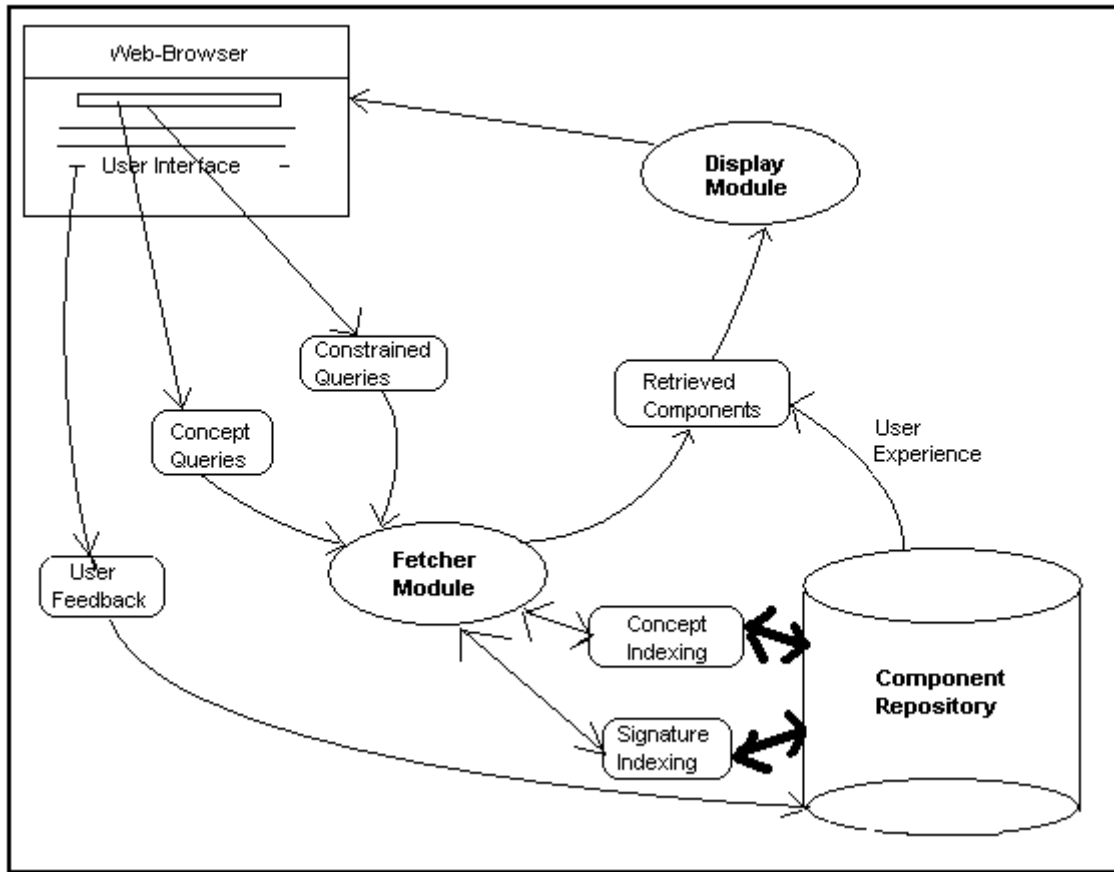 Web-Browser
User Interface
Display
Module
Constrained
Queries
Retrieved
Components
Concept
Queries
User
Experience
Fetcher
Module
User
Feedback
Concept
Indexing
Component
Repository
Signature
Indexing